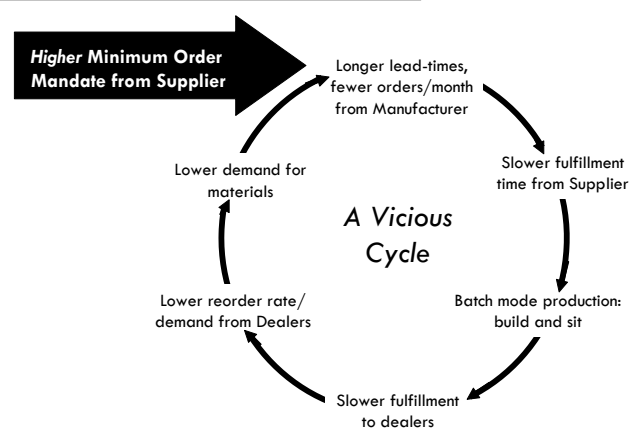 Higher Minimum Order
Mandate from Supplier
Longer lead-times,
fewer orders/month
from Manufacturer
Slower fulfillment
time from Supplier
Batch mode production:
build and sit
Slower fulfillment
to dealers
Lower reorder rate/
demand from Dealers
Lower demand for
materials
A Vicious
Cycle